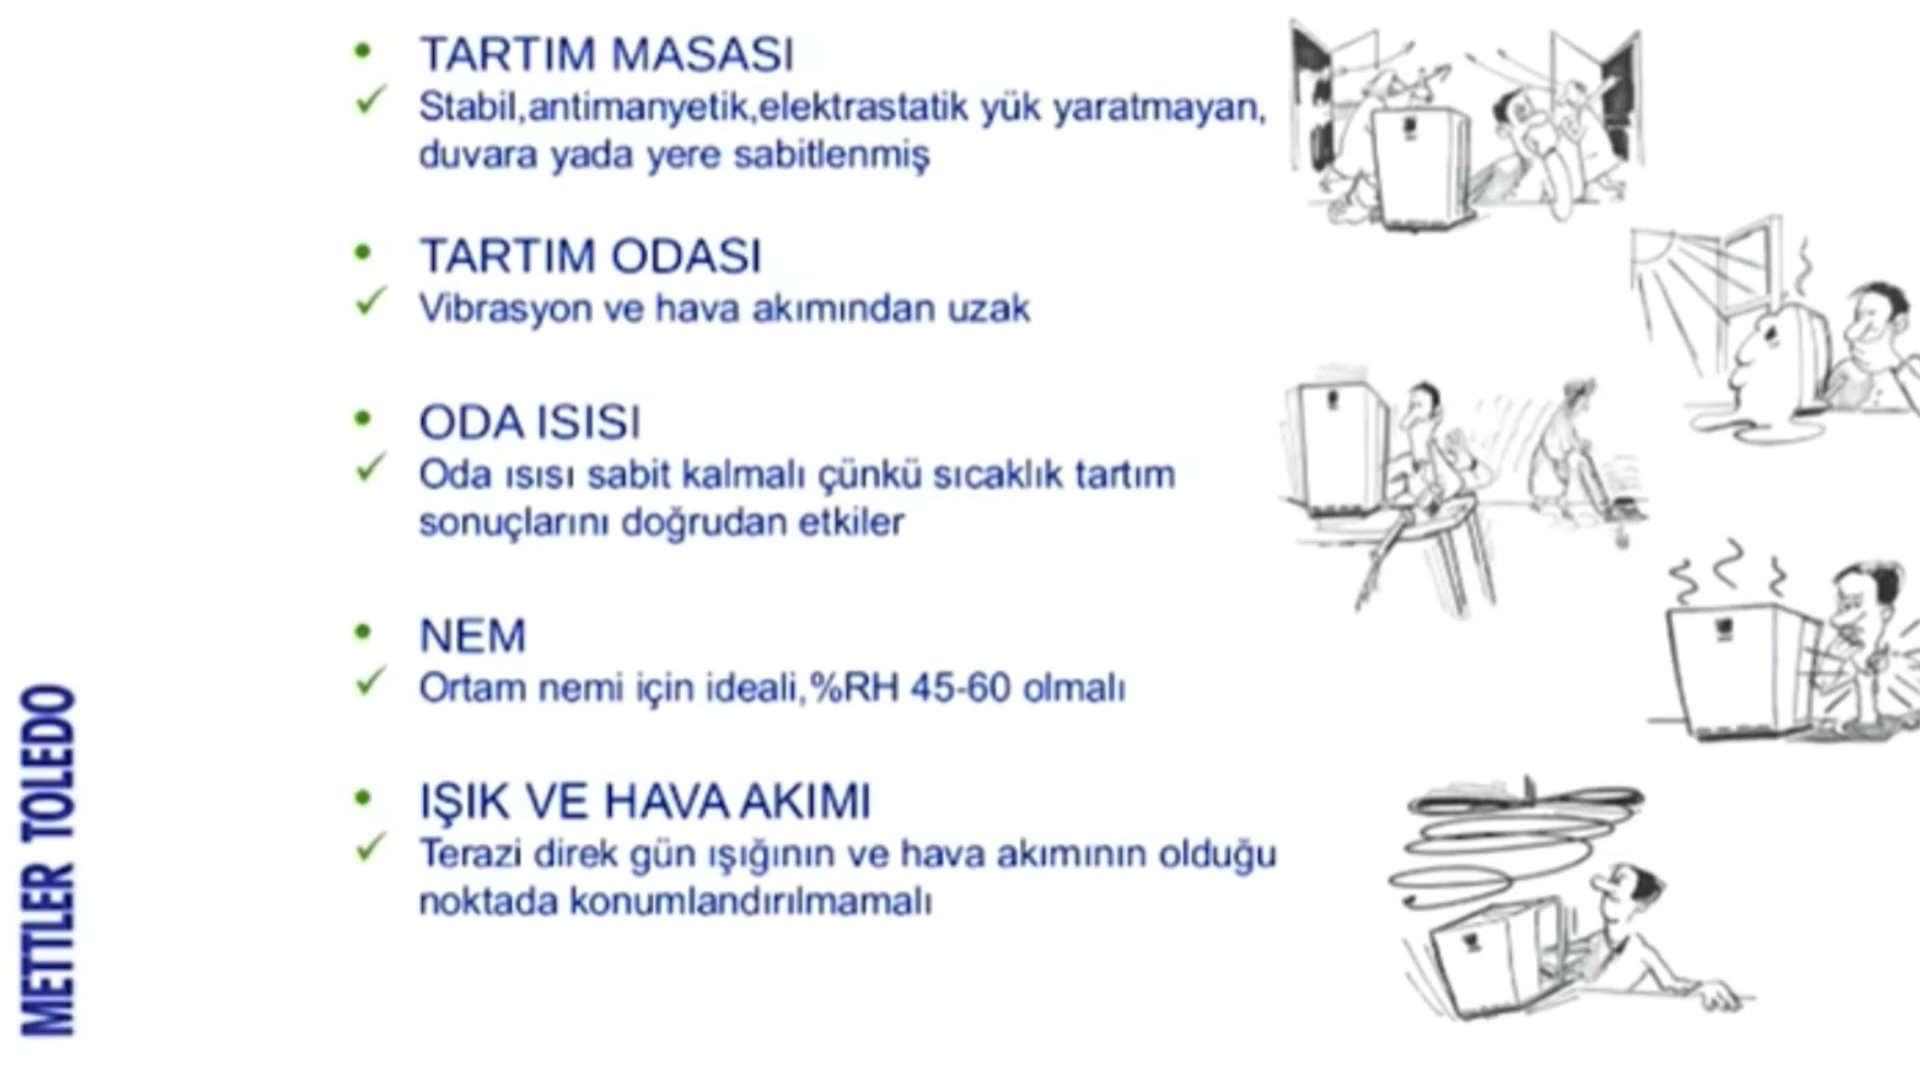 TARTIM MASASI
Stabil,antimanyetik,elektrastatik yük yaratmayan,
duvara yada yere sabitlenmiş
TARTIM ODASI
Vibrasyon ve hava akımından uzak
ODA ISISI
Oda ısısı sabit kalmalı çünkü sıcaklık tartım
sonuçlarını doğrudan etkiler
NEM
Ortam nemi için ideali,%RH 45-60 olmalı
IŞIK VE HAVA AKIMI
Terazi direk gün ışığının ve hava akımının olduğu
noktada konumlandırılmamalı
METTLER TOLEDO